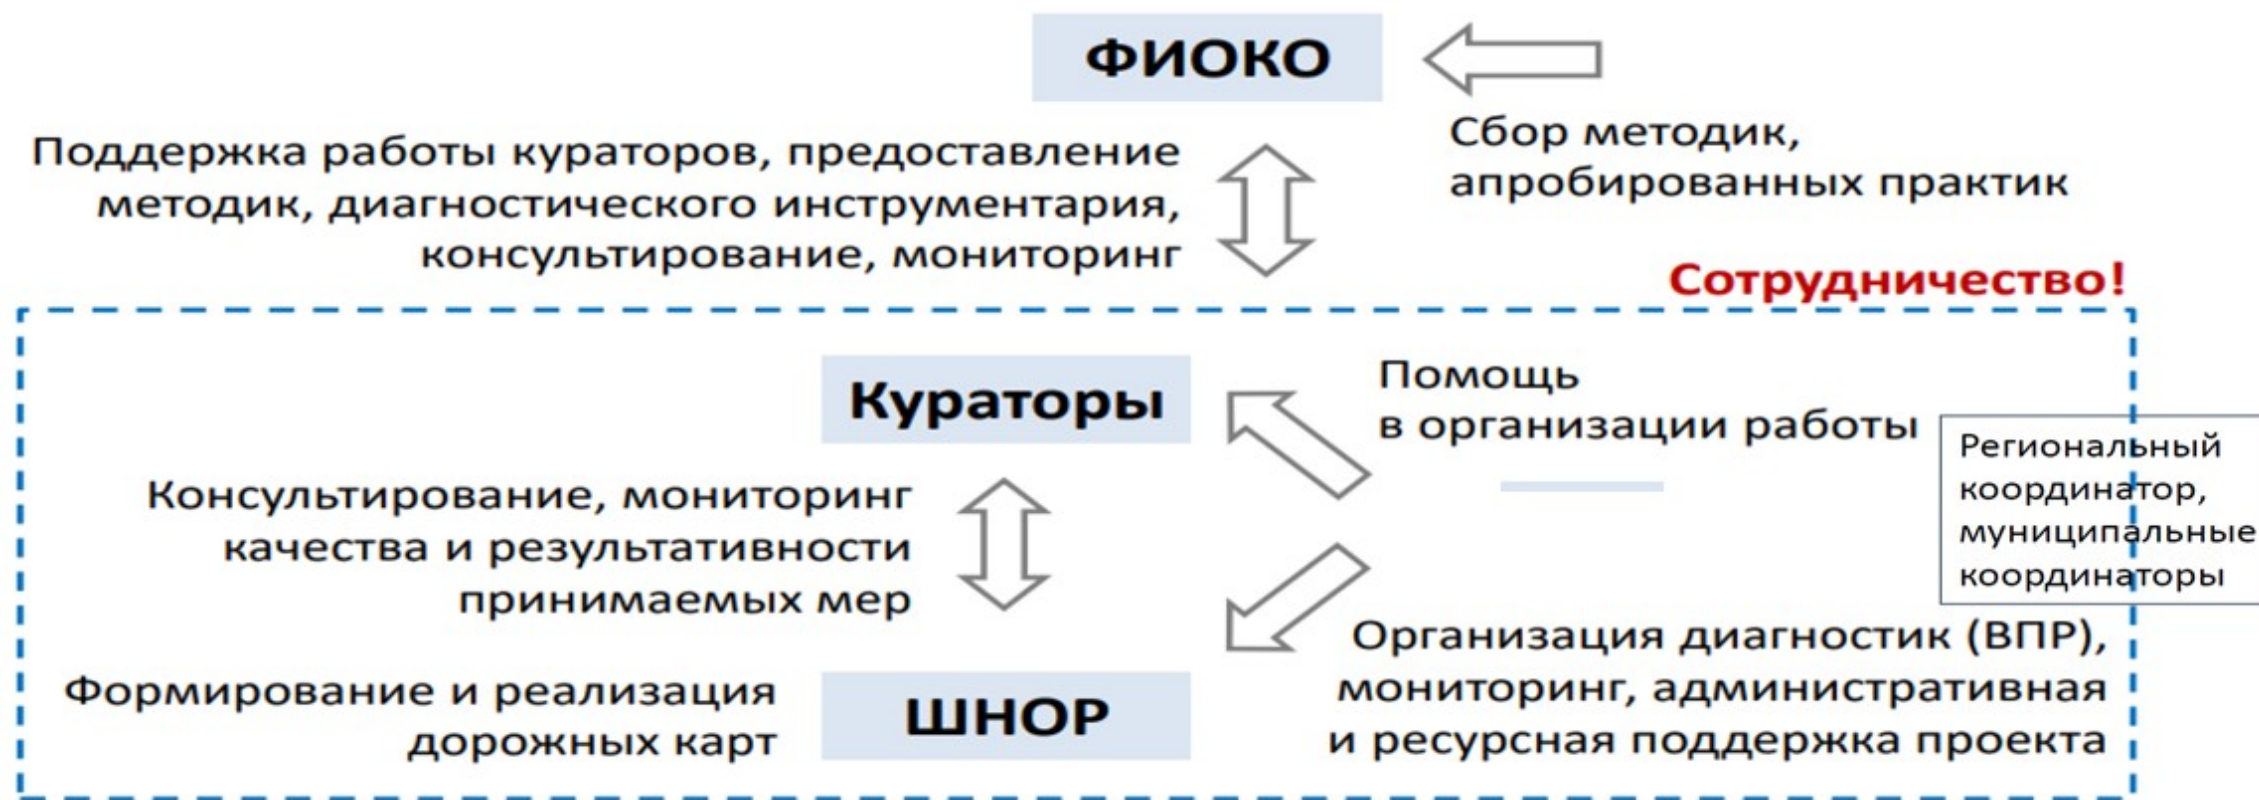 ФИОКО
Сбор методик,
апробированных практик
Поддержка работы кураторов, предоставление
методик, диагностического инструментария,
консультирование, мониторинг
Сотрудничество!
Кураторы
Помощь
в организации работы
Региональный
координатор,
муниципальные
координаторы
Консультирование, мониторинг
качества и результативности
принимаемых мер
Формирование и реализация
дорожных карт
ШНОР
Организация диагностик (ВПР),
мониторинг, административная
и ресурсная поддержка проекта